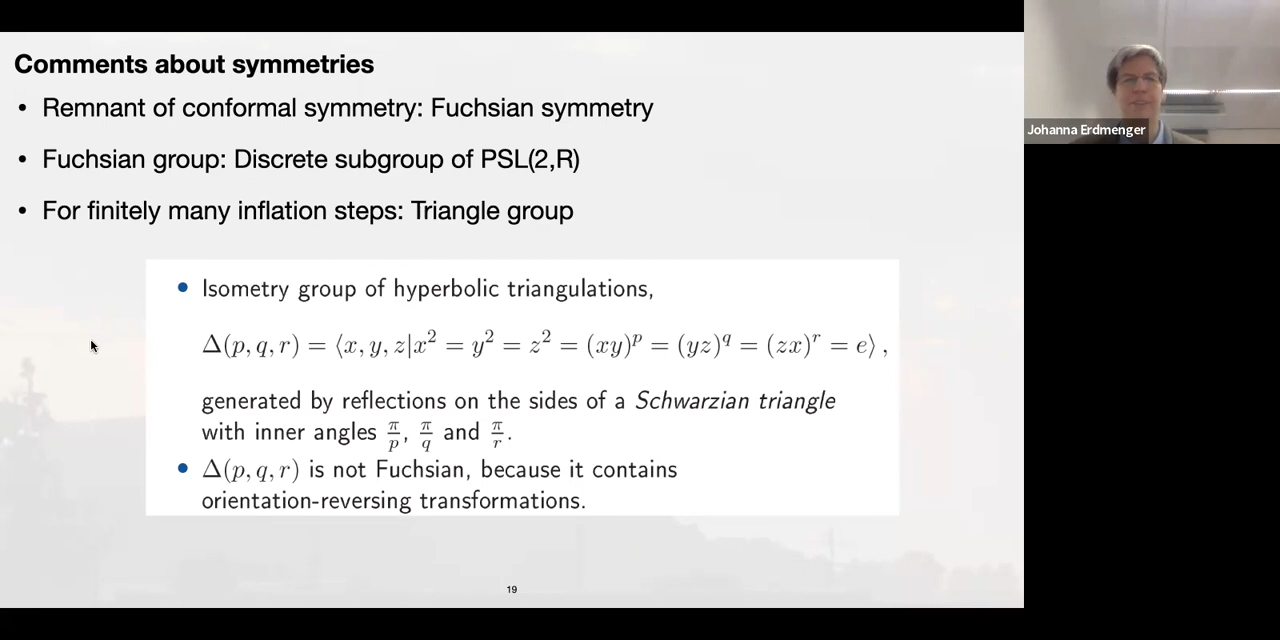 Comments about symmetries
• Remnant of conformal symmetry: Fuchsian symmetry
• Fuchsian group: Discrete subgroup of PSL(2,R)
• For finitely many inflation steps: Triangle group
• Isometry group of hyperbolic triangulations,
Δ(p, q, r) = ⟨x, y, z|x² = y² = z² = (xy)ᵖ = (yz)^q = (zx)ʳ = e⟩ ,
generated by reflections on the sides of a Schwarzian triangle
with inner angles π/p, π/q and π/r.
• Δ(p, q, r) is not Fuchsian, because it contains
orientation-reversing transformations.
19
Johanna Erdmenger